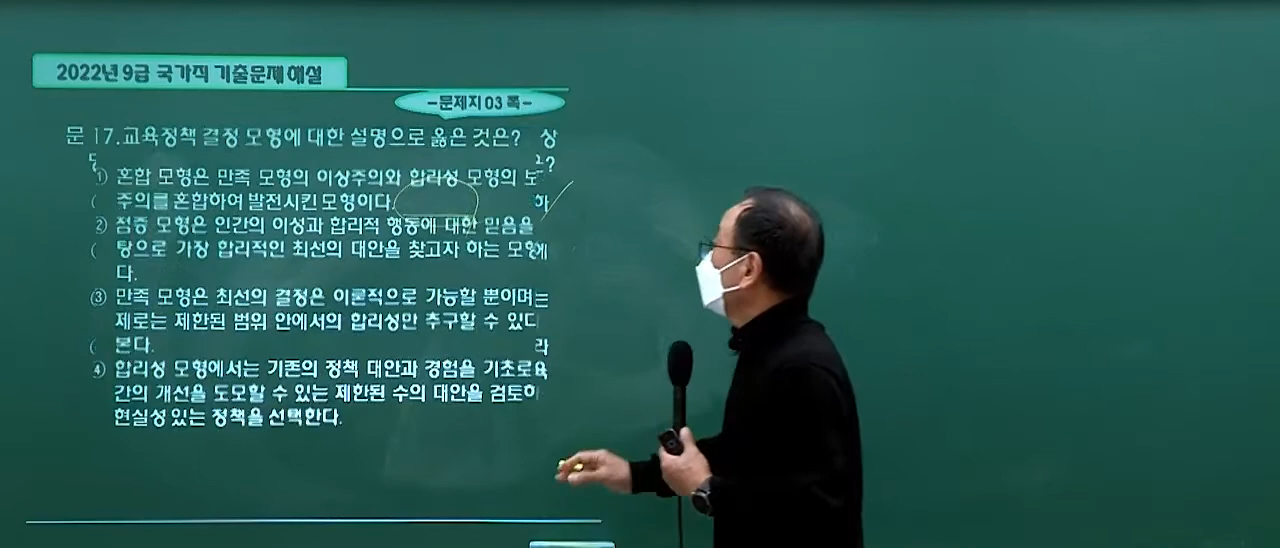 2022년 9급 국가직 기출문제 해설
-문제지 03 쪽-
문 17.교육정책 결정 모형에 대한 설명으로 옳은 것은? 상
① 혼합 모형은 만족 모형의 이상주의와 합리성 모형의 보
주의를 혼합하여 발전시킨 모형이다.
② 점증 모형은 인간의 이성과 합리적 행동에 대한 믿음을
탕으로 가장 합리적인 최선의 대안을 찾고자 하는 모형
다.
③ 만족 모형은 최선의 결정은 이론적으로 가능할 뿐이며
제로는 제한된 범위 안에서의 합리성만 추구할 수 있다
본다.
④ 합리성 모형에서는 기존의 정책 대안과 경험을 기초로
간의 개선을 도모할 수 있는 제한된 수의 대안을 검토하
현실성 있는 정책을 선택한다.